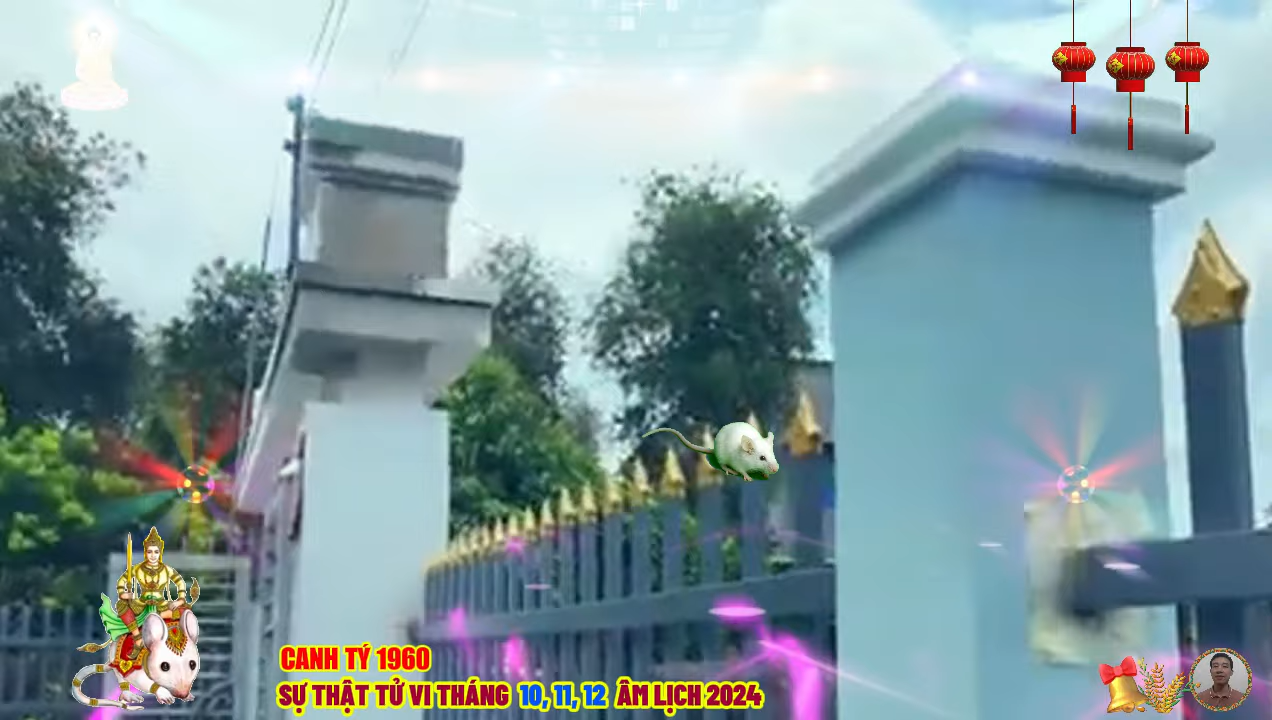 CANH TÝ 1960
SỰ THẬT TỬ VI THÁNG 10, 11, 12 ÂM LỊCH 2024